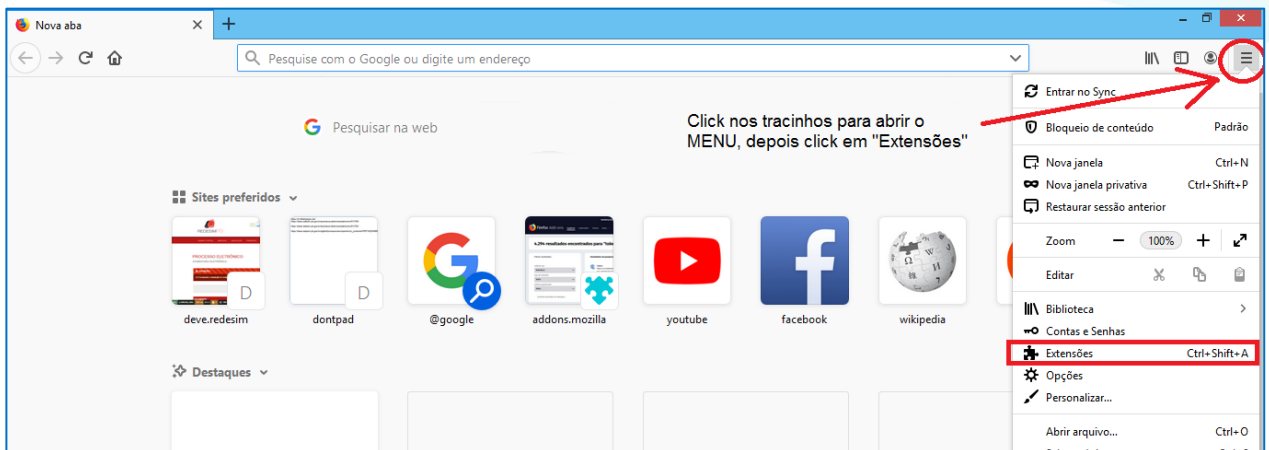 Nova aba
Pesquise com o Google ou digite um endereço
Pesquisar na web
Click nos tracinhos para abrir o
MENU, depois click em "Extensões"
Sites preferidos
deve.redesim
dontpad
@google
addons.mozilla
youtube
facebook
wikipedia
Destaques
Entrar no Sync
Bloqueio de conteúdo Padrão
Nova janela Ctrl+N
Nova janela privativa Ctrl+Shift+P
Restaurar sessão anterior
Zoom 100%
Editar
Biblioteca
Contas e Senhas
Extensões Ctrl+Shift+A
Opções
Personalizar...
Abrir arquivo... Ctrl+O